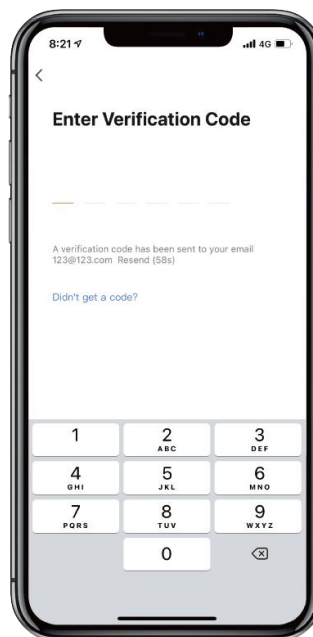 8:21 4G
Enter Verification Code
A verification code has been sent to your email
123@123.com Resend (58s)
Didn't get a code?
1 2 3
ABC DEF
4 5 6
GHI JKL MNO
7 8 9
PQRS TUV WXYZ
0